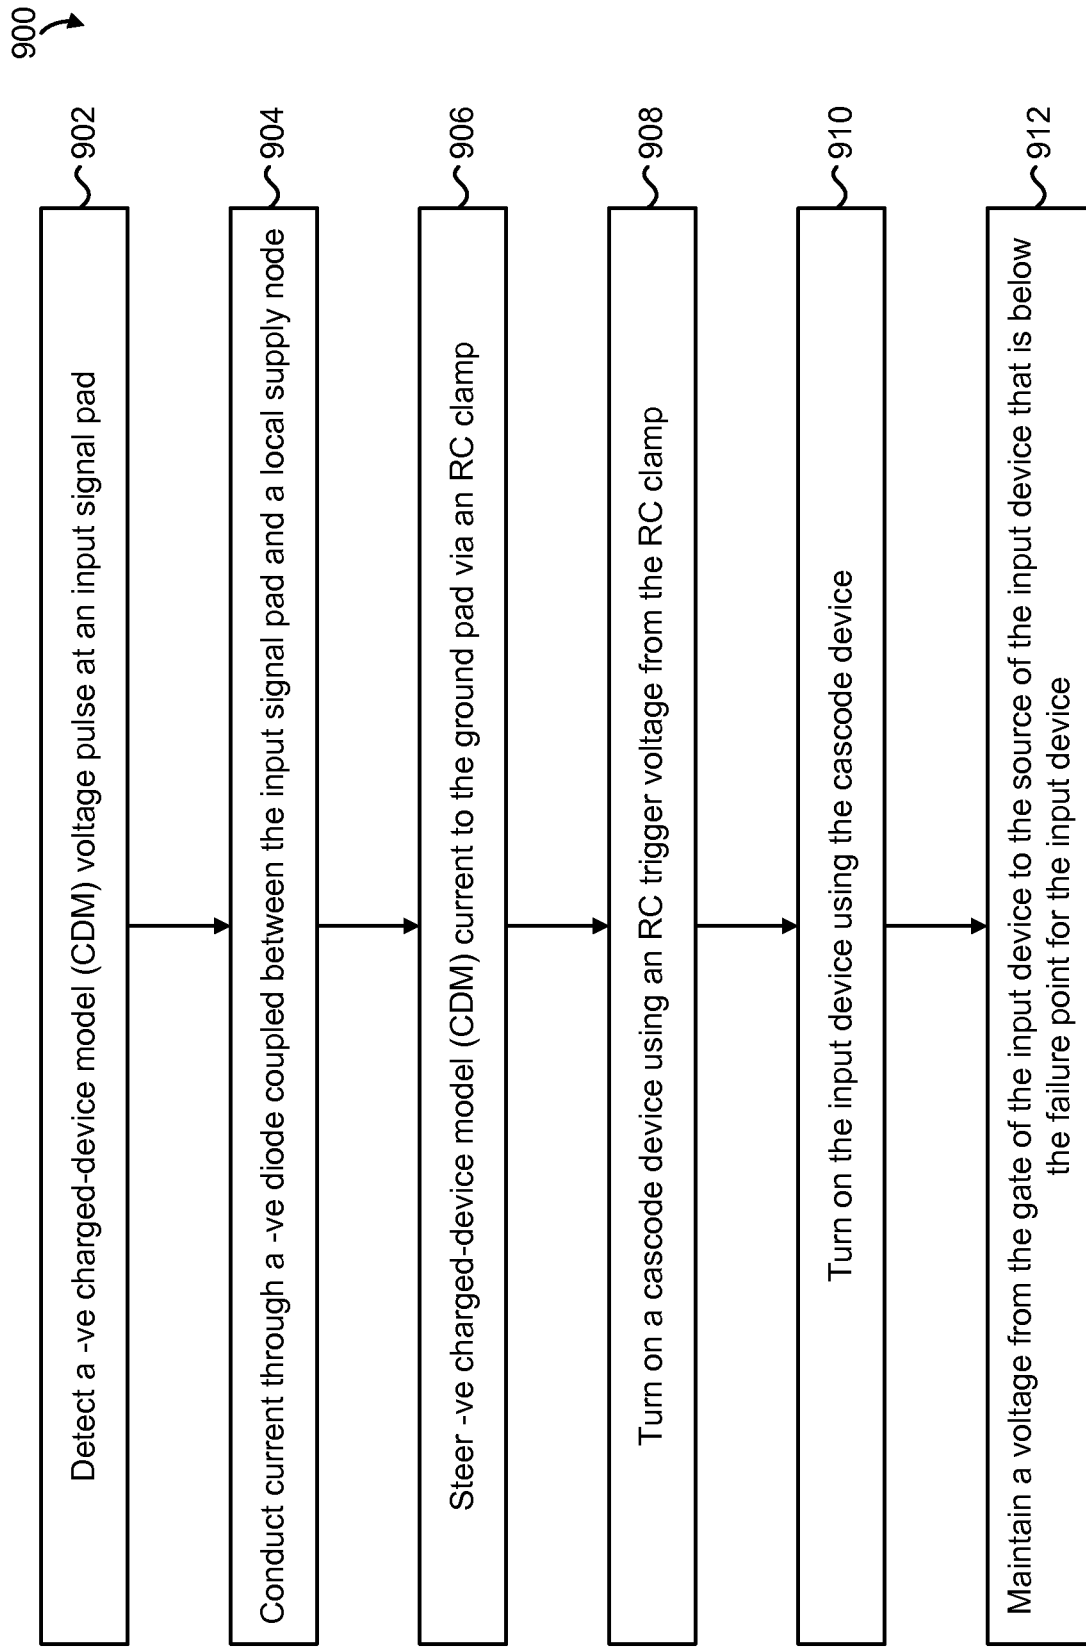 900
902
Detect a -ve charged-device model (CDM) voltage pulse at an input signal pad
904
Conduct current through a -ve diode coupled between the input signal pad and a local supply node
906
Steer -ve charged-device model (CDM) current to the ground pad via an RC clamp
908
Turn on a cascode device using an RC trigger voltage from the RC clamp
910
Turn on the input device using the cascode device
912
Maintain a voltage from the gate of the input device to the source of the input device that is below
the failure point for the input device